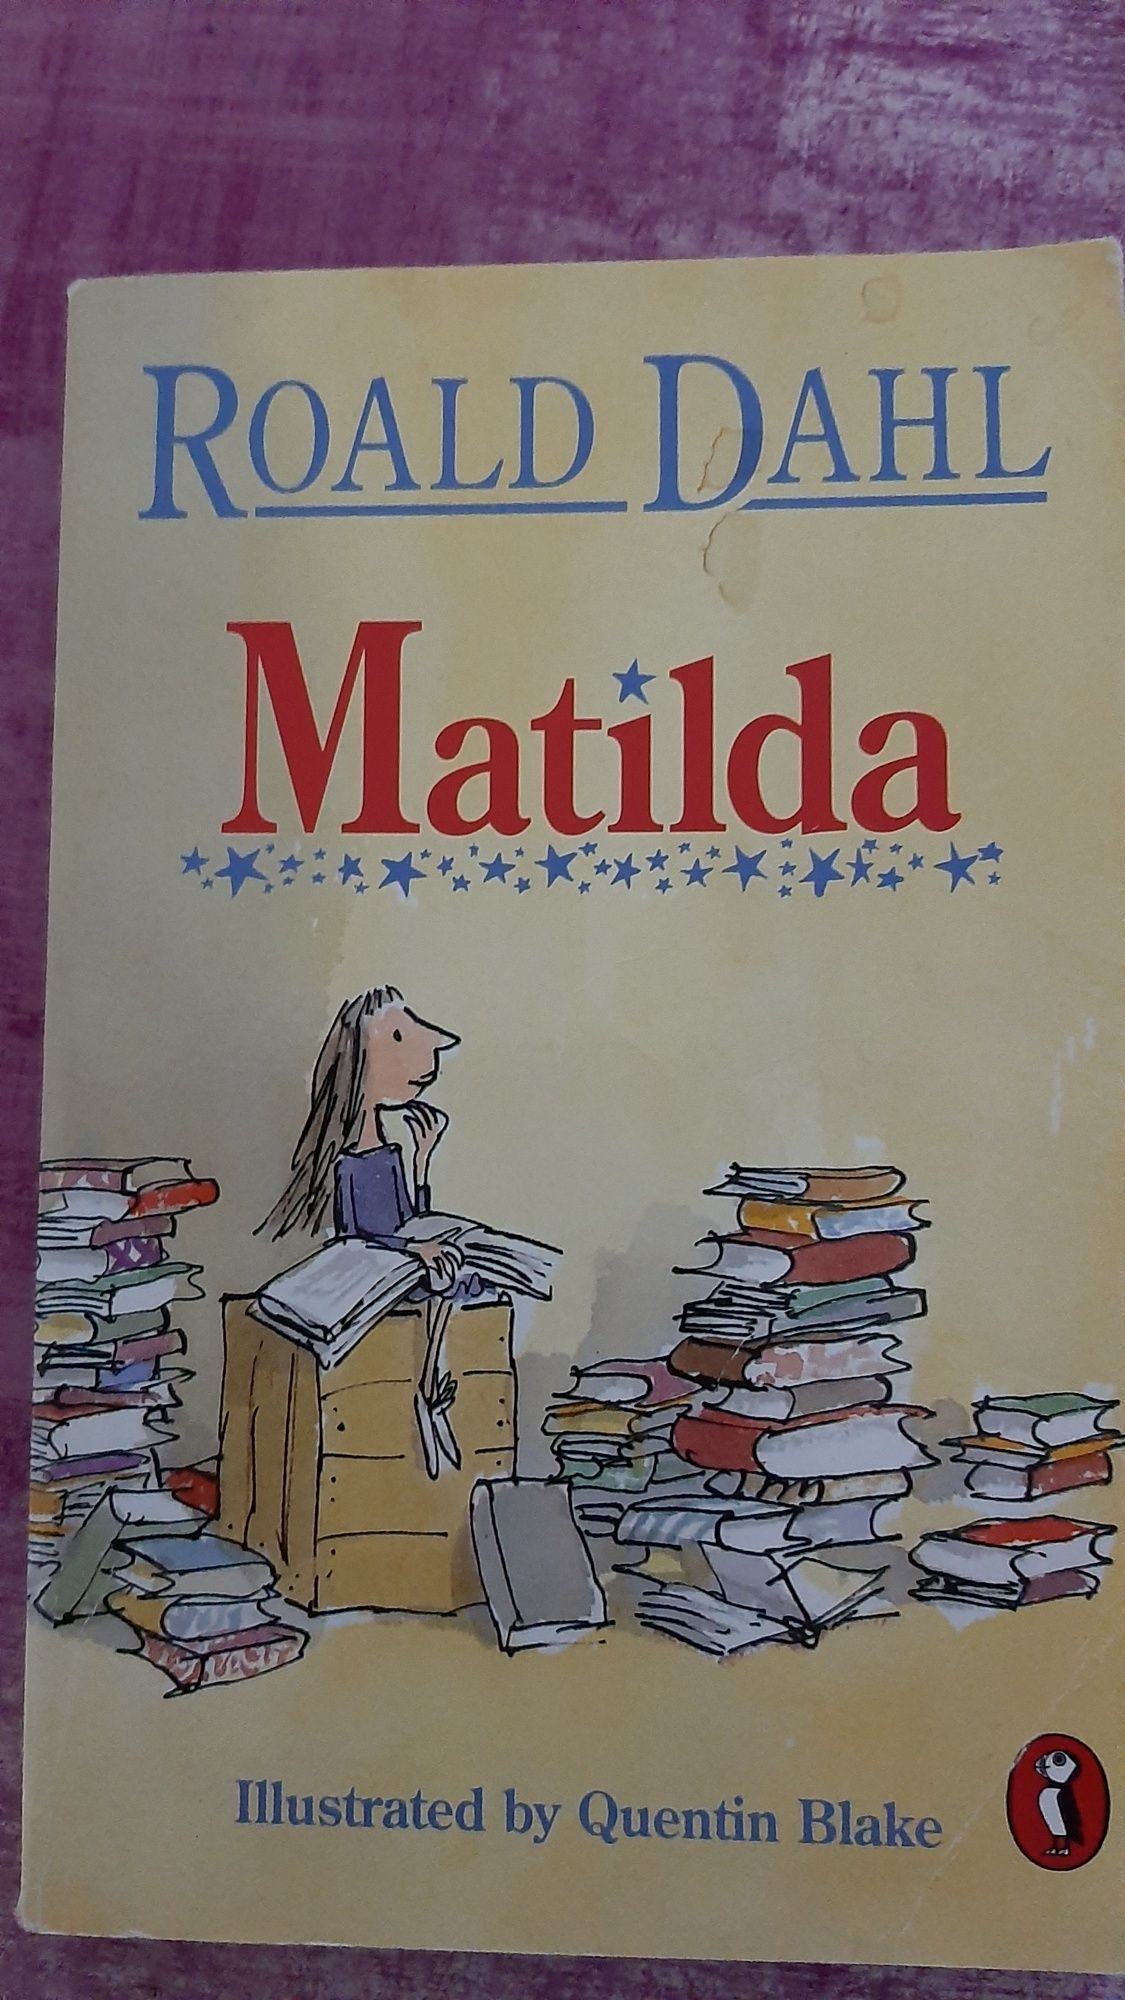 ROALD DAHL
Matilda
Illustrated by Quentin Blake